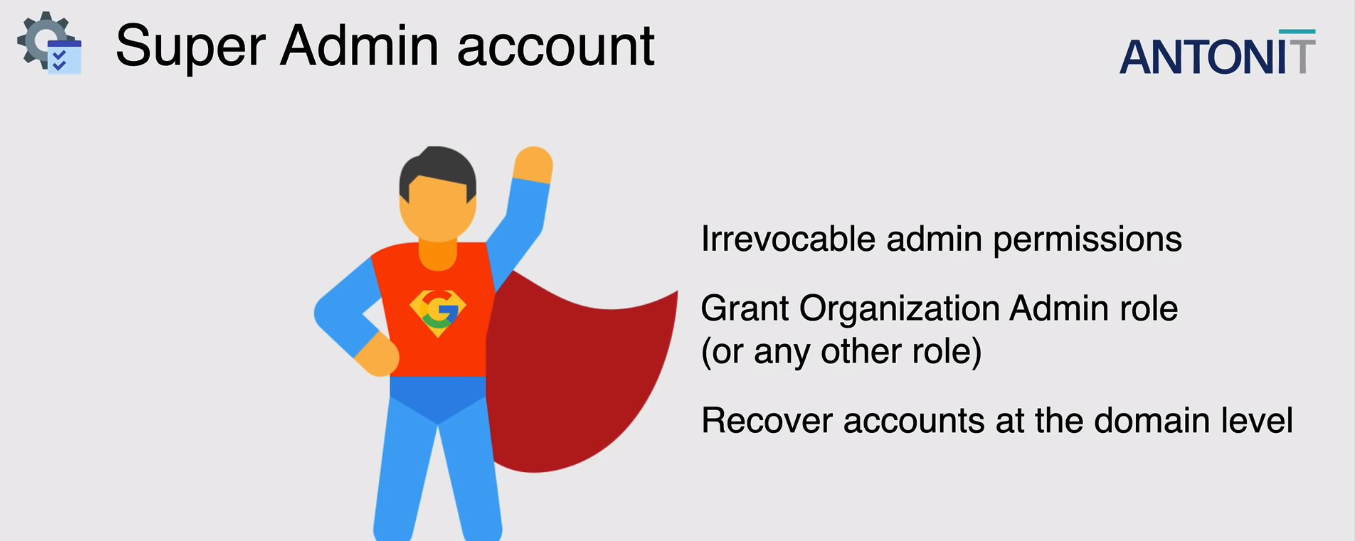 Super Admin account
ANTONIT
G
Irrevocable admin permissions
Grant Organization Admin role
(or any other role)
Recover accounts at the domain level